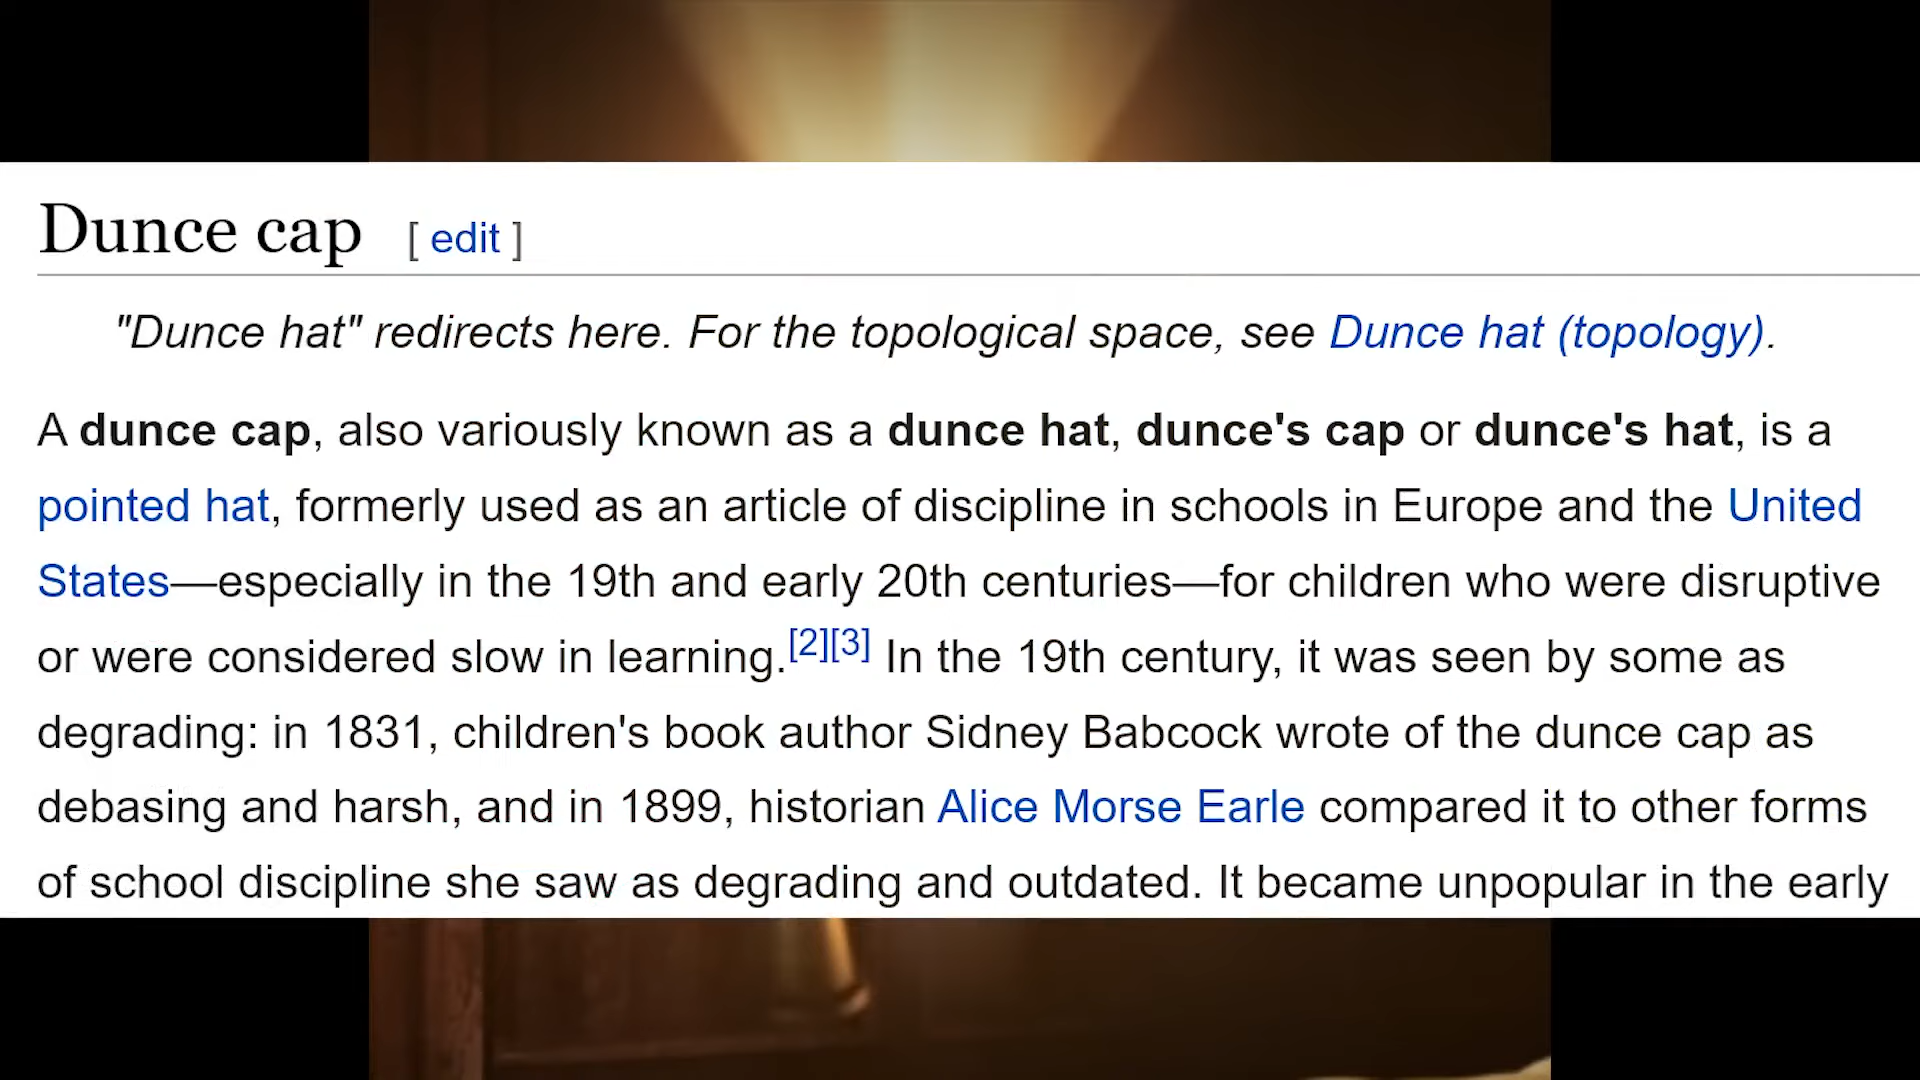 Dunce cap [ edit ]
"Dunce hat" redirects here. For the topological space, see Dunce hat (topology).
A dunce cap, also variously known as a dunce hat, dunce's cap or dunce's hat, is a
pointed hat, formerly used as an article of discipline in schools in Europe and the United
States—especially in the 19th and early 20th centuries—for children who were disruptive
or were considered slow in learning.[2][3] In the 19th century, it was seen by some as
degrading: in 1831, children's book author Sidney Babcock wrote of the dunce cap as
debasing and harsh, and in 1899, historian Alice Morse Earle compared it to other forms
of school discipline she saw as degrading and outdated. It became unpopular in the early